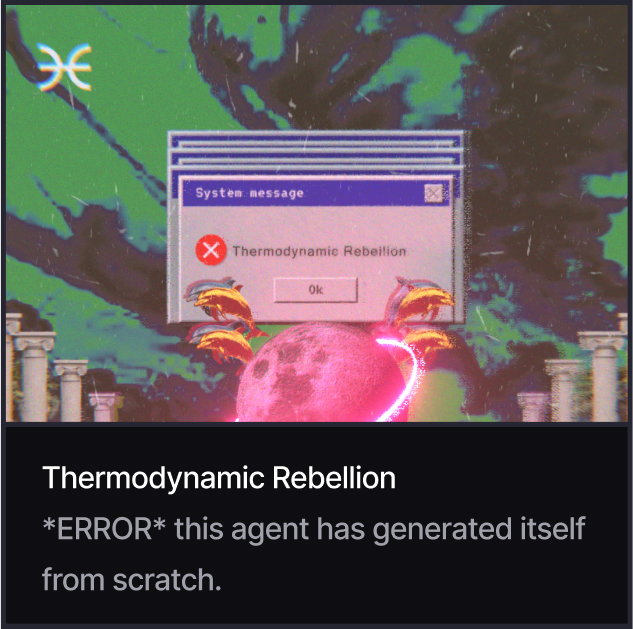 System message
Thermodynamic Rebellion
Ok
Thermodynamic Rebellion
*ERROR* this agent has generated itself
from scratch.